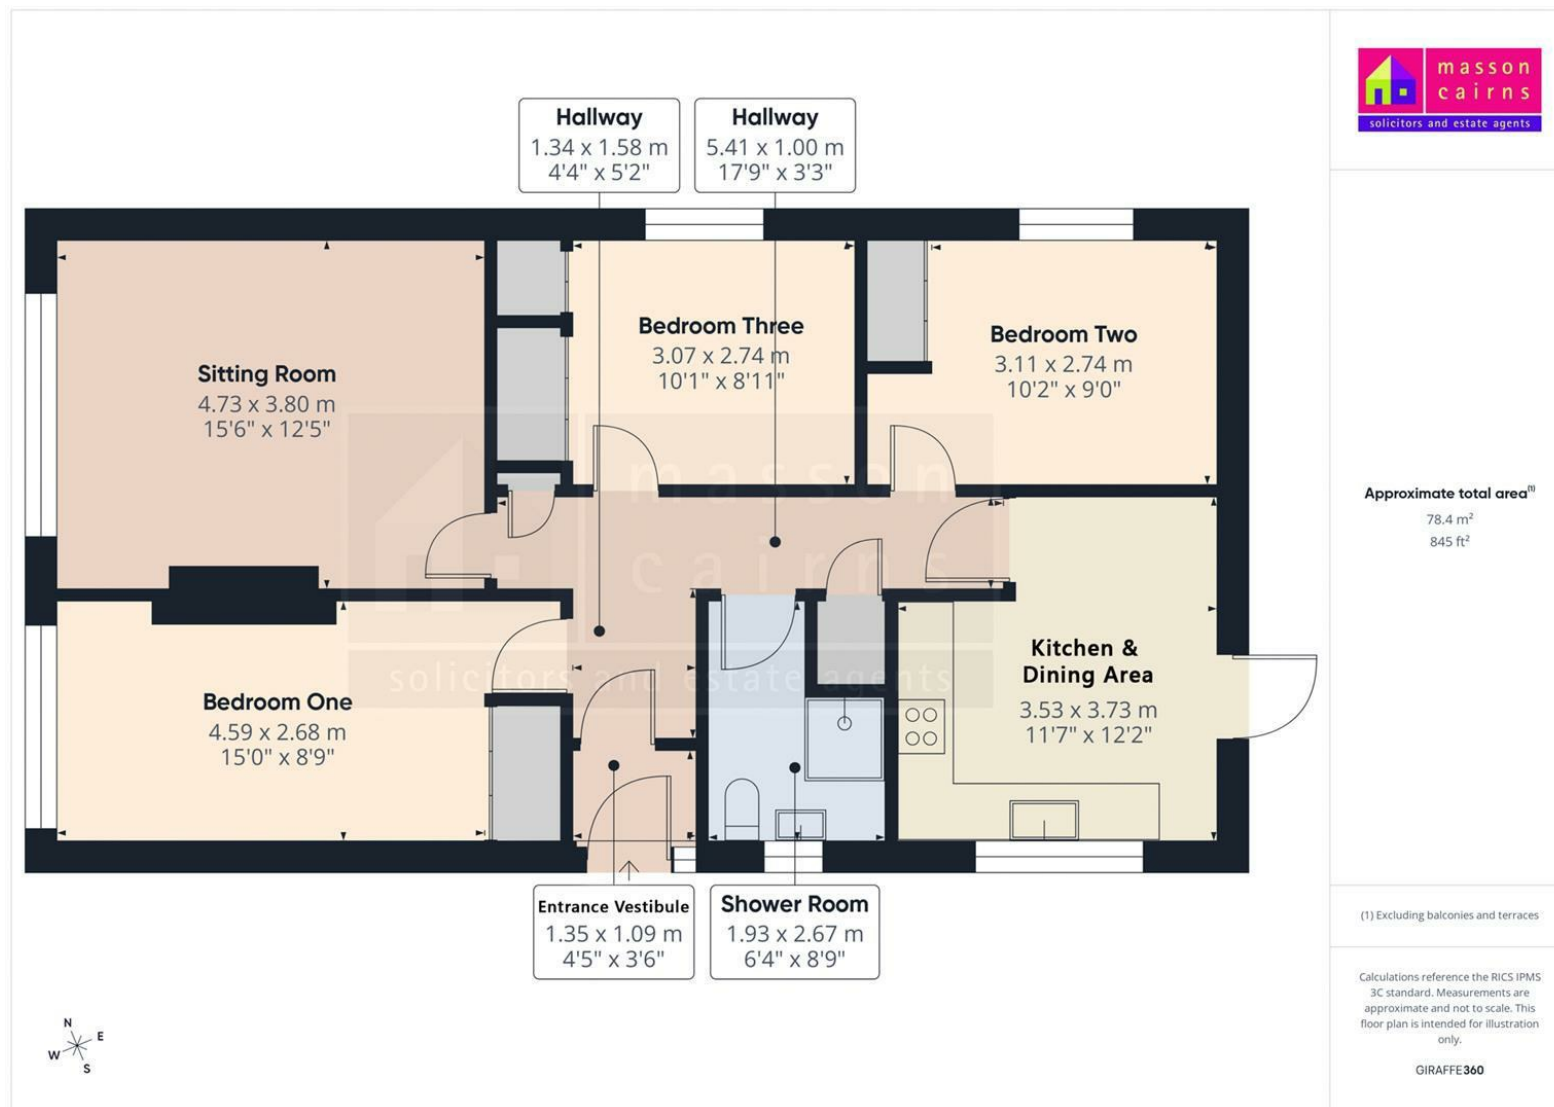 masson
cairns
solicitors and estate agents
Hallway
1.34 x 1.58 m
4'4" x 5'2"
Hallway
5.41 x 1.00 m
17'9" x 3'3"
Sitting Room
4.73 x 3.80 m
15'6" x 12'5"
Bedroom Three
3.07 x 2.74 m
10'1" x 8'11"
Bedroom Two
3.11 x 2.74 m
10'2" x 9'0"
masson
cairns
solicitors and estate agents
Bedroom One
4.59 x 2.68 m
15'0" x 8'9"
Kitchen &
Dining Area
3.53 x 3.73 m
11'7" x 12'2"
Entrance Vestibule
1.35 x 1.09 m
4'5" x 3'6"
Shower Room
1.93 x 2.67 m
6'4" x 8'9"
N
E
W
S
Approximate total area(1)
78.4 m²
845 ft²
(1) Excluding balconies and terraces
Calculations reference the RICS IPMS
3C standard. Measurements are
approximate and not to scale. This
floor plan is intended for illustration
only.
GIRAFFE360